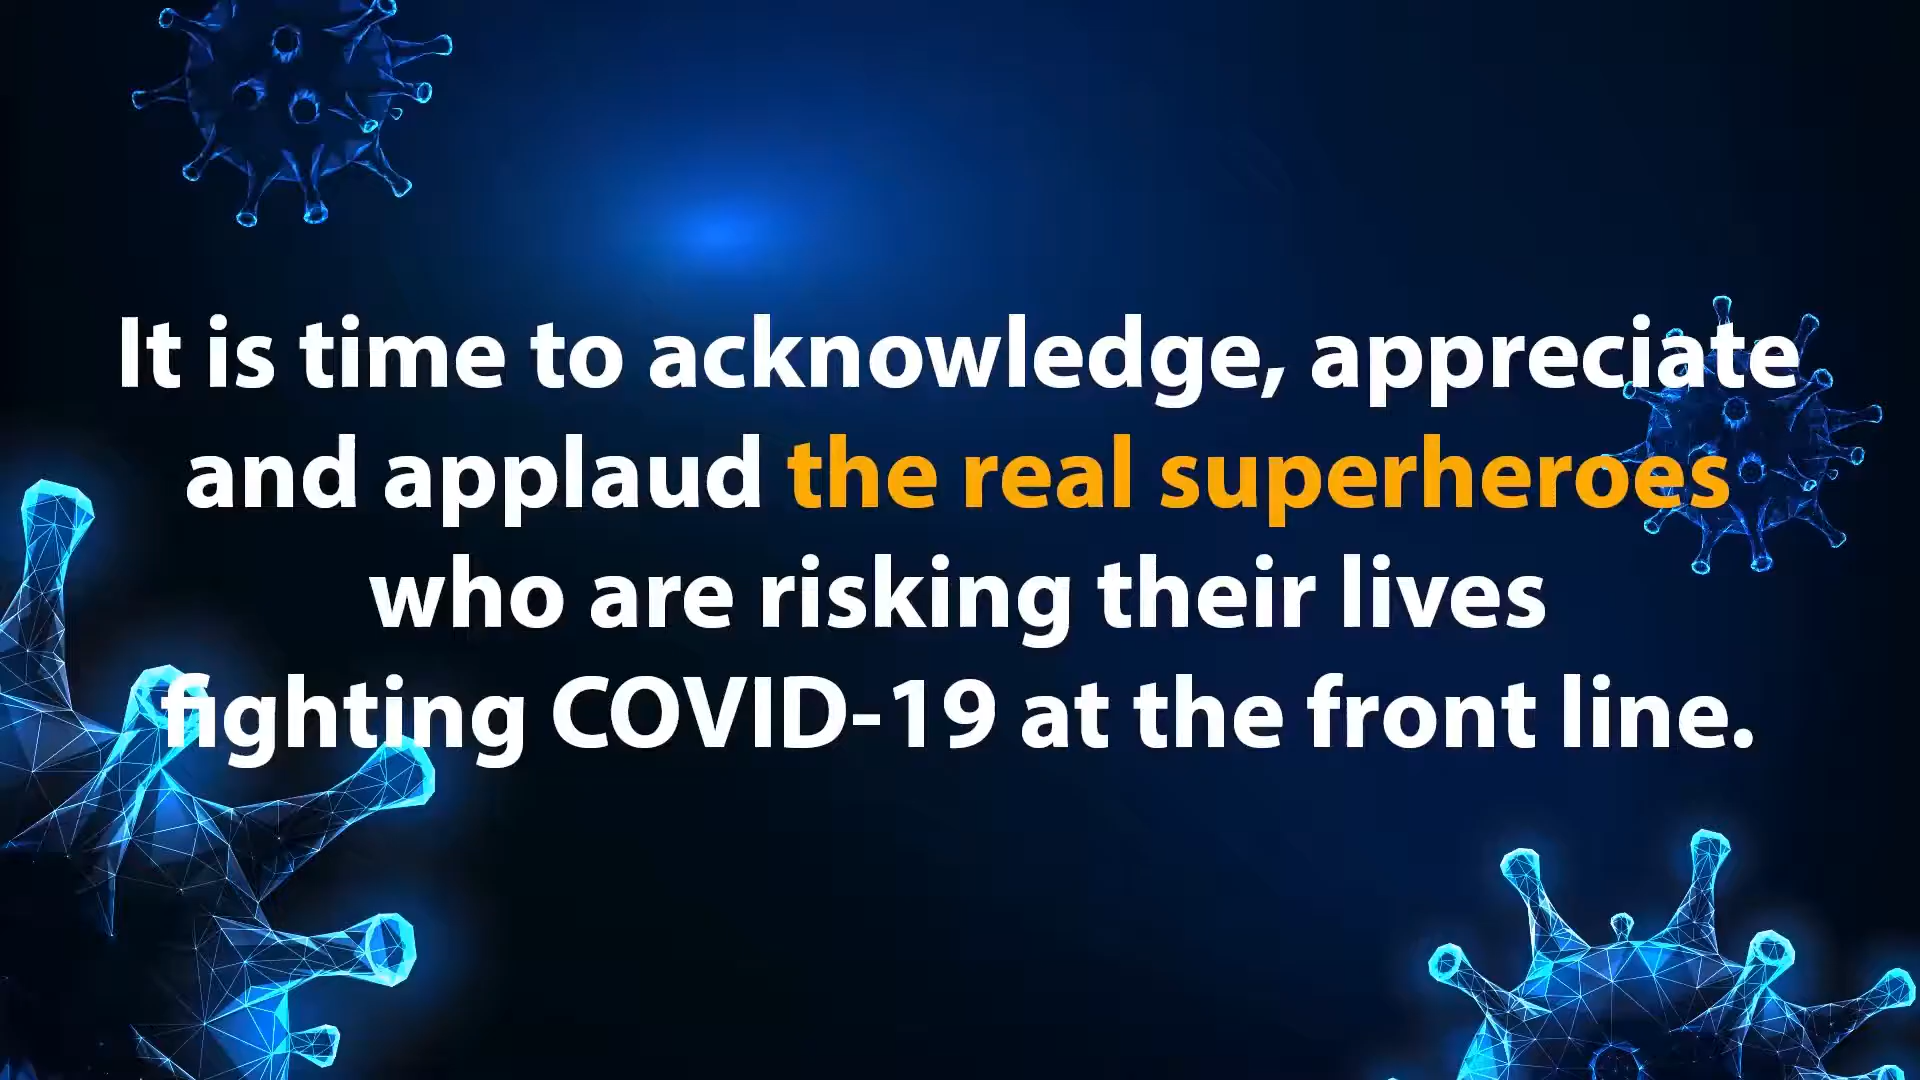 It is time to acknowledge, appreciate
and applaud the real superheroes
who are risking their lives
fighting COVID-19 at the front line.